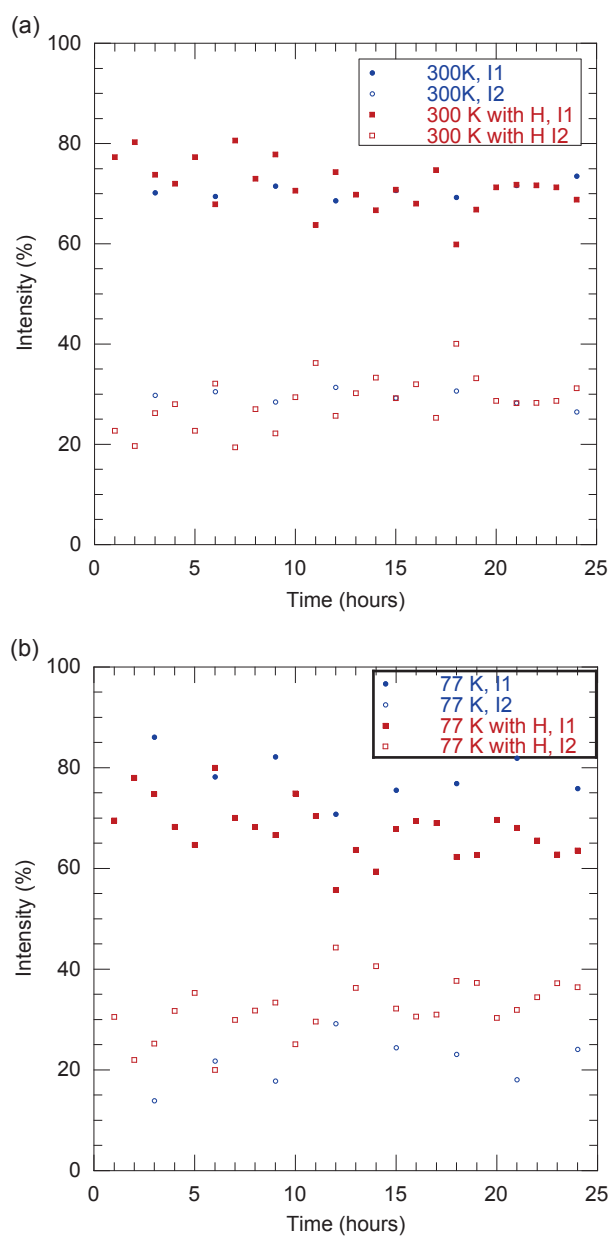 (a)
100
80
60
40
20
0
Intensity (%)
300K, I1
300K, I2
300 K with H, I1
300 K with H I2
0 5 10 15 20 25
Time (hours)
(b)
100
80
60
40
20
0
Intensity (%)
77 K, I1
77 K, I2
77 K with H, I1
77 K with H, I2
0 5 10 15 20 25
Time (hours)